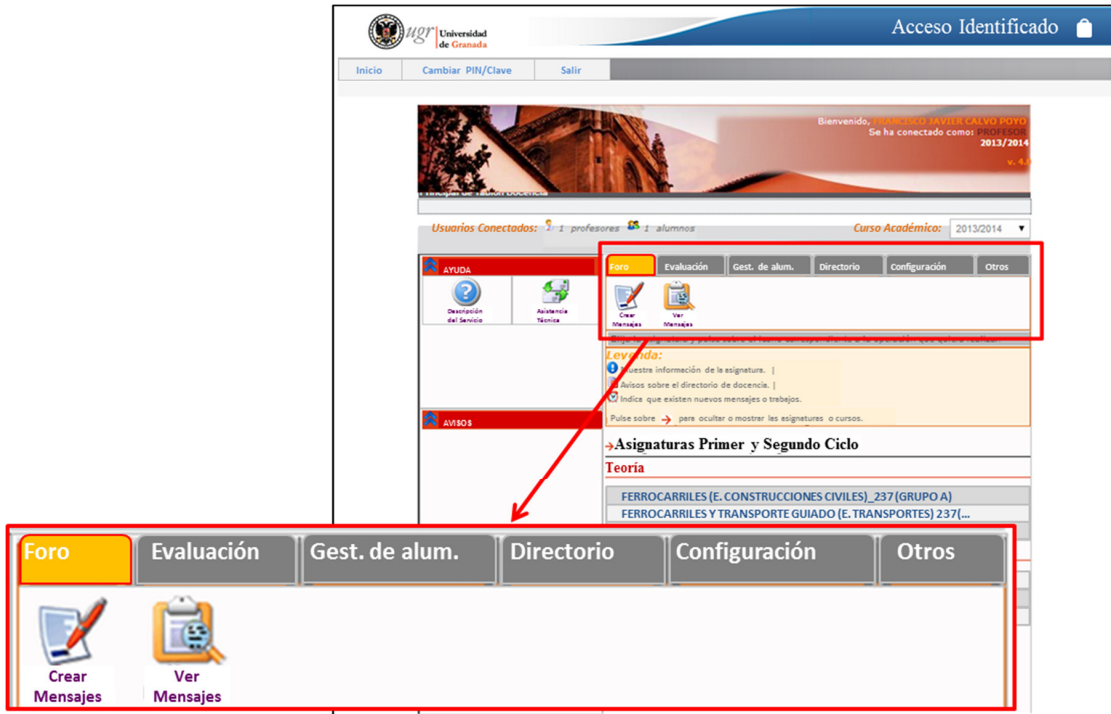 ugr Universidad
de Granada
Acceso Identificado
Inicio Cambiar PIN/Clave Salir
Bienvenido, FRANCISCO JAVIER CALVO POYO
Se ha conectado como: PROFESOR
2013/2014
v. 4.0
Usuarios Conectados: 1 profesores 1 alumnos
Curso Académico: 2013/2014
AYUDA
Descripción
del Servicio
Asistencia
Técnica
Foro Evaluación Gest. de alum. Directorio Configuración Otros
Crear
Mensajes
Ver
Mensajes
Leyenda:
Muestra información de la asignatura. |
Avisos sobre el directorio de docencia. |
Indica que existen nuevos mensajes o trabajos.
Pulse sobre para ocultar o mostrar las asignaturas o cursos.
AVISOS
Asignaturas Primer y Segundo Ciclo
Teoría
FERROCARRILES (E. CONSTRUCCIONES CIVILES)_237 (GRUPO A)
FERROCARRILES Y TRANSPORTE GUIADO (E. TRANSPORTES) 237(...
Foro Evaluación Gest. de alum. Directorio Configuración Otros
Crear
Mensajes
Ver
Mensajes